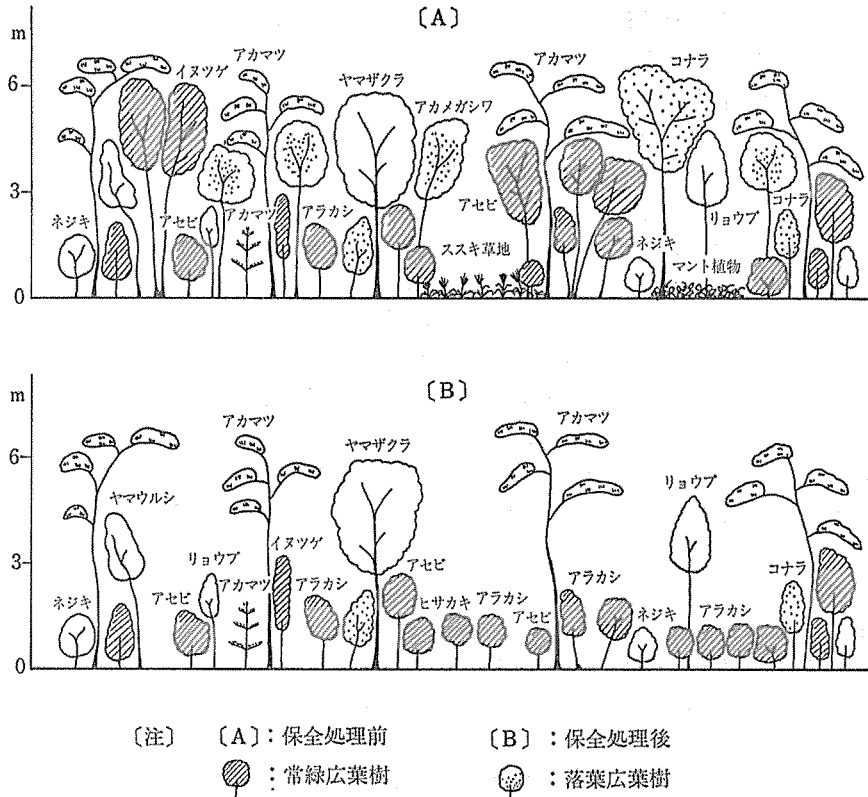 〔A〕
m
アカマツ
アカマツ
コナラ
イヌツゲ
ヤマザクラ
6
アカメガシワ
3
ネジキ
アセビ
アカマツ
アラカシ
アセビ
ススキ草地
ネジキ
リョウブ
マント植物
コナラ
0
〔B〕
m
アカマツ
アカマツ
ヤマザクラ
6
ヤマウルシ
リョウブ
イヌツゲ
リョウブ
3
ネジキ
アセビ
アカマツ
アラカシ
アセビ
ヒサカキ
アラカシ
アセビ
アラカシ
ネジキ
アラカシ
コナラ
0
〔注〕 〔A〕：保全処理前 〔B〕：保全処理後
：常緑広葉樹 ：落葉広葉樹